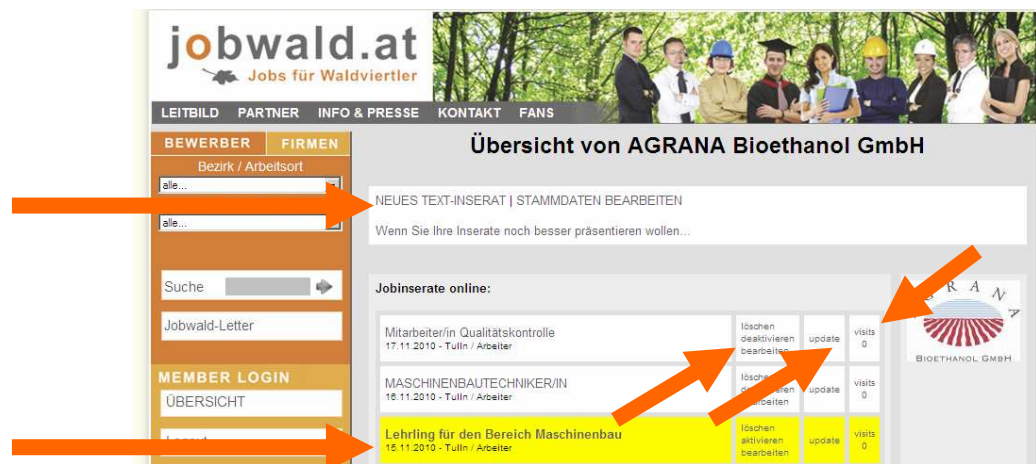 jobwald.at
Jobs für Waldviertler
LEITBILD PARTNER INFO & PRESSE KONTAKT FANS
BEWERBER FIRMEN
Bezirk / Arbeitsort
alle...
alle...
Suche
Jobwald-Letter
MEMBER LOGIN
ÜBERSICHT
Übersicht von AGRANA Bioethanol GmbH
NEUES TEXT-INSERAT | STAMMDATEN BEARBEITEN
Wenn Sie Ihre Inserate noch besser präsentieren wollen...
Jobinserate online:
Mitarbeiter/in Qualitätskontrolle
17.11.2010 - Tulln / Arbeiter
löschen
deaktivieren
bearbeiten
update
visits
0
MASCHINENBAUTECHNIKER/IN
16.11.2010 - Tulln / Arbeiter
löschen
bearbeiten
update
visits
0
Lehrling für den Bereich Maschinenbau
15.11.2010 - Tulln / Arbeiter
löschen
aktivieren
bearbeiten
update
visits
0
GRANA
BIOETHANOL GMBH